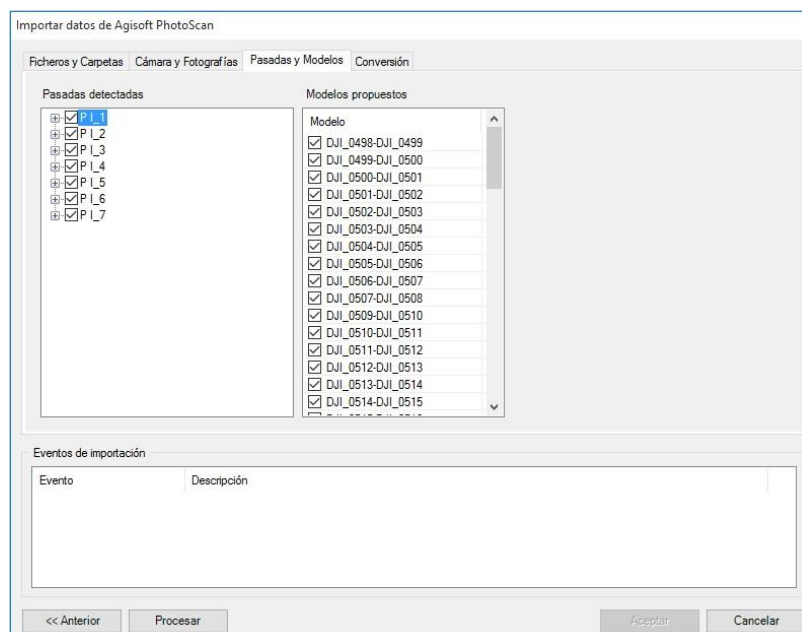 Importar datos de Agisoft PhotoScan
Ficheros y Carpetas Cámara y Fotografías Pasadas y Modelos Conversión
Pasadas detectadas
P I_1
P I_2
P I_3
P I_4
P I_5
P I_6
P I_7
Modelos propuestos
Modelo
DJI_0498-DJI_0499
DJI_0499-DJI_0500
DJI_0500-DJI_0501
DJI_0501-DJI_0502
DJI_0502-DJI_0503
DJI_0503-DJI_0504
DJI_0504-DJI_0505
DJI_0505-DJI_0506
DJI_0506-DJI_0507
DJI_0507-DJI_0508
DJI_0509-DJI_0510
DJI_0510-DJI_0511
DJI_0511-DJI_0512
DJI_0512-DJI_0513
DJI_0513-DJI_0514
DJI_0514-DJI_0515
Eventos de importación
Evento Descripción
<< Anterior Procesar Aceptar Cancelar